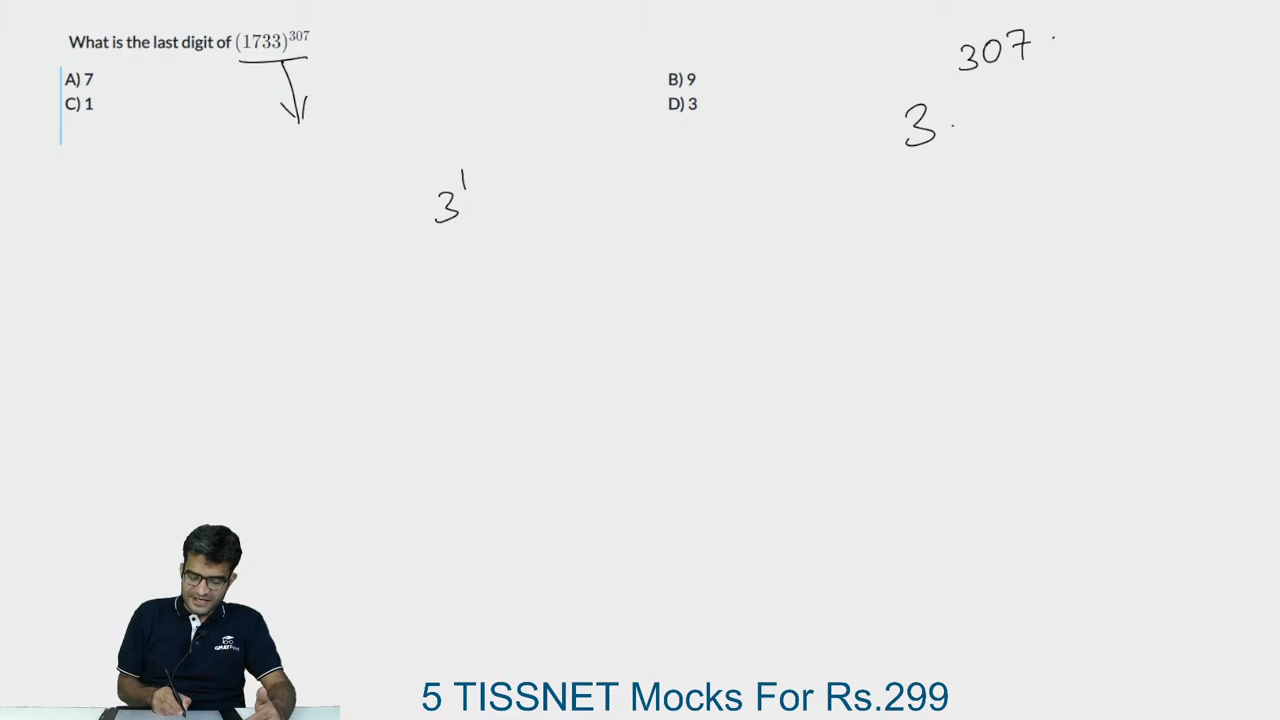 What is the last digit of (1733)^307
A) 7
B) 9
C) 1
D) 3
307
3
3^1
GMATPoint
5 TISSNET Mocks For Rs.299